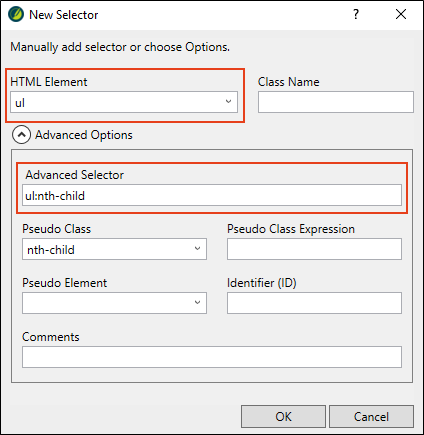 New Selector
?
Manually add selector or choose Options.
HTML Element
Class Name
ul
Advanced Options
Advanced Selector
ul:nth-child
Pseudo Class
Pseudo Class Expression
nth-child
Pseudo Element
Identifier (ID)
Comments
OK
Cancel